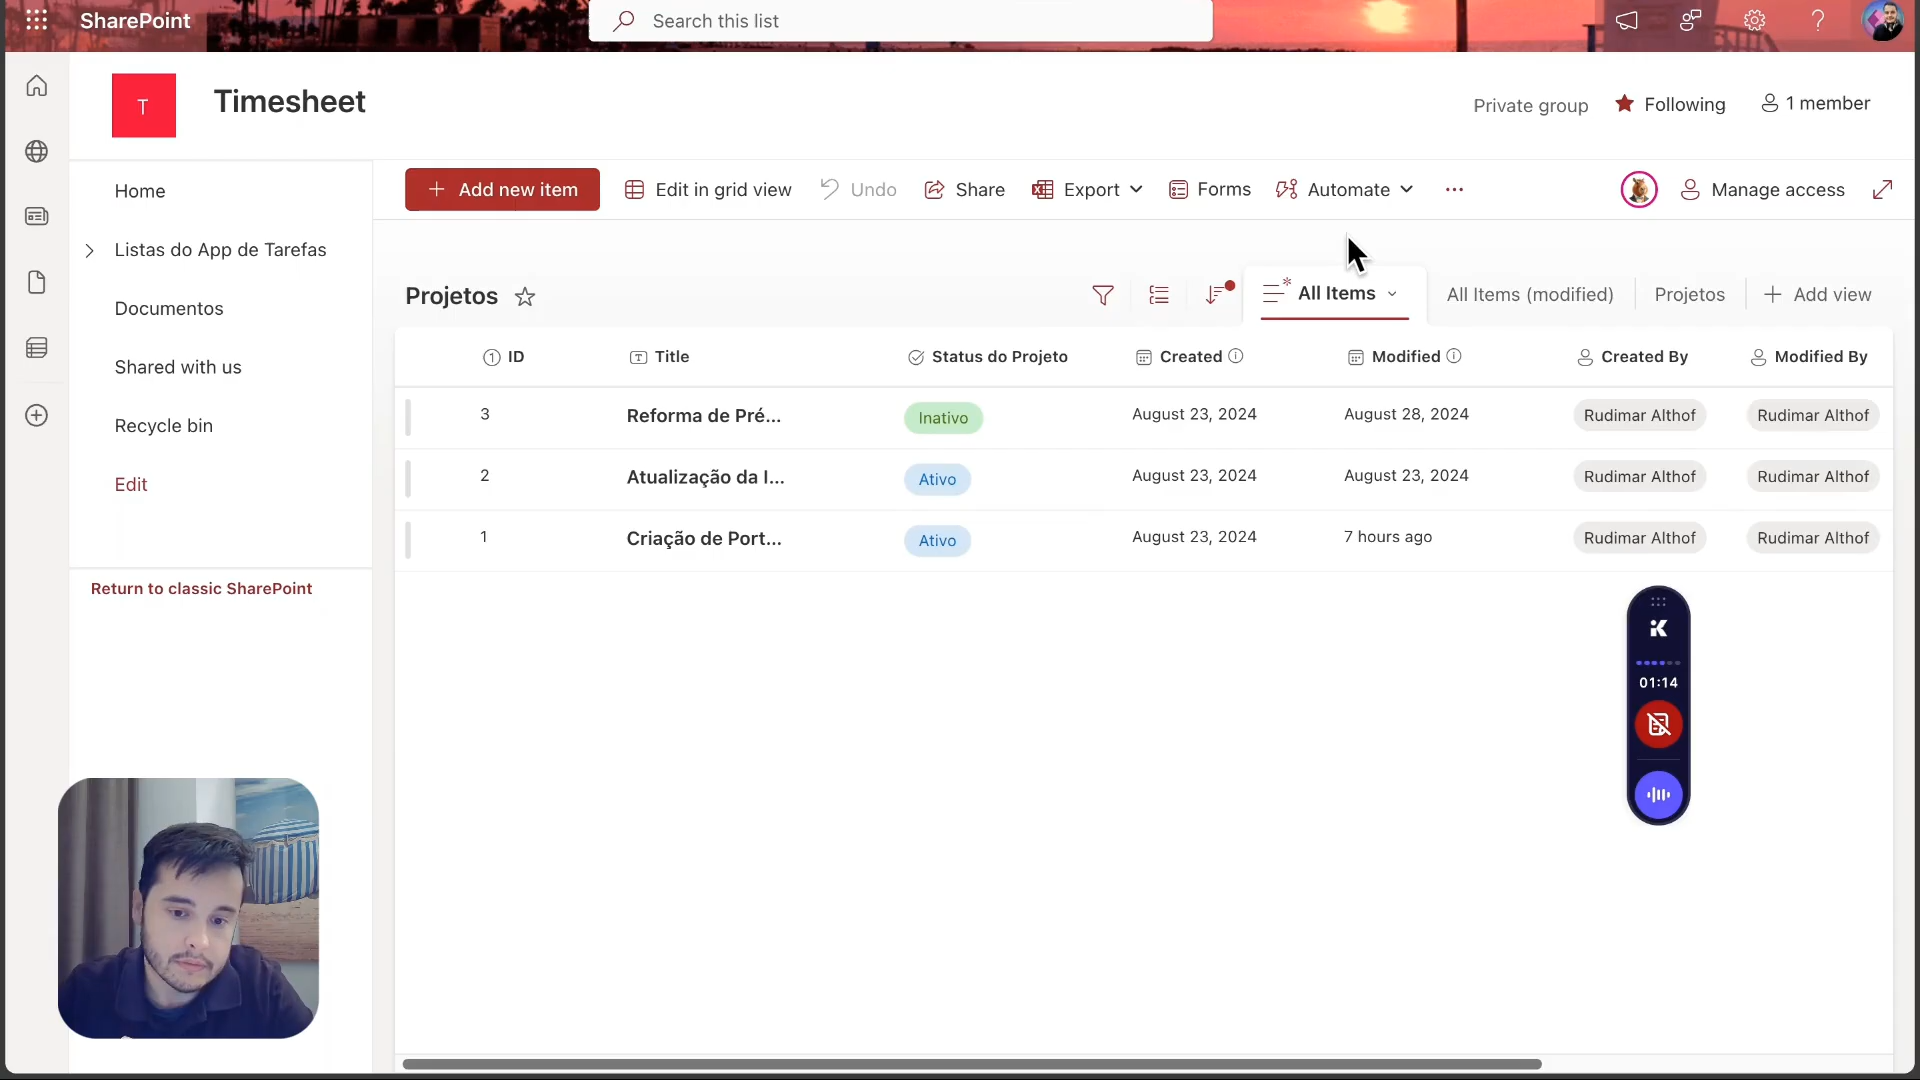 SharePoint
Search this list
T
Timesheet
Private group
Following
1 member
Home
Listas do App de Tarefas
Documentos
Shared with us
Recycle bin
Edit
Return to classic SharePoint
Add new item
Edit in grid view
Undo
Share
Export
Forms
Automate
Manage access
Projetos
All Items
All Items (modified)
Projetos
Add view
ID Title Status do Projeto Created Modified Created By Modified By
3 Reforma de Pré... Inativo August 23, 2024 August 28, 2024 Rudimar Althof Rudimar Althof
2 Atualização da I... Ativo August 23, 2024 August 23, 2024 Rudimar Althof Rudimar Althof
1 Criação de Port... Ativo August 23, 2024 7 hours ago Rudimar Althof Rudimar Althof
01:14